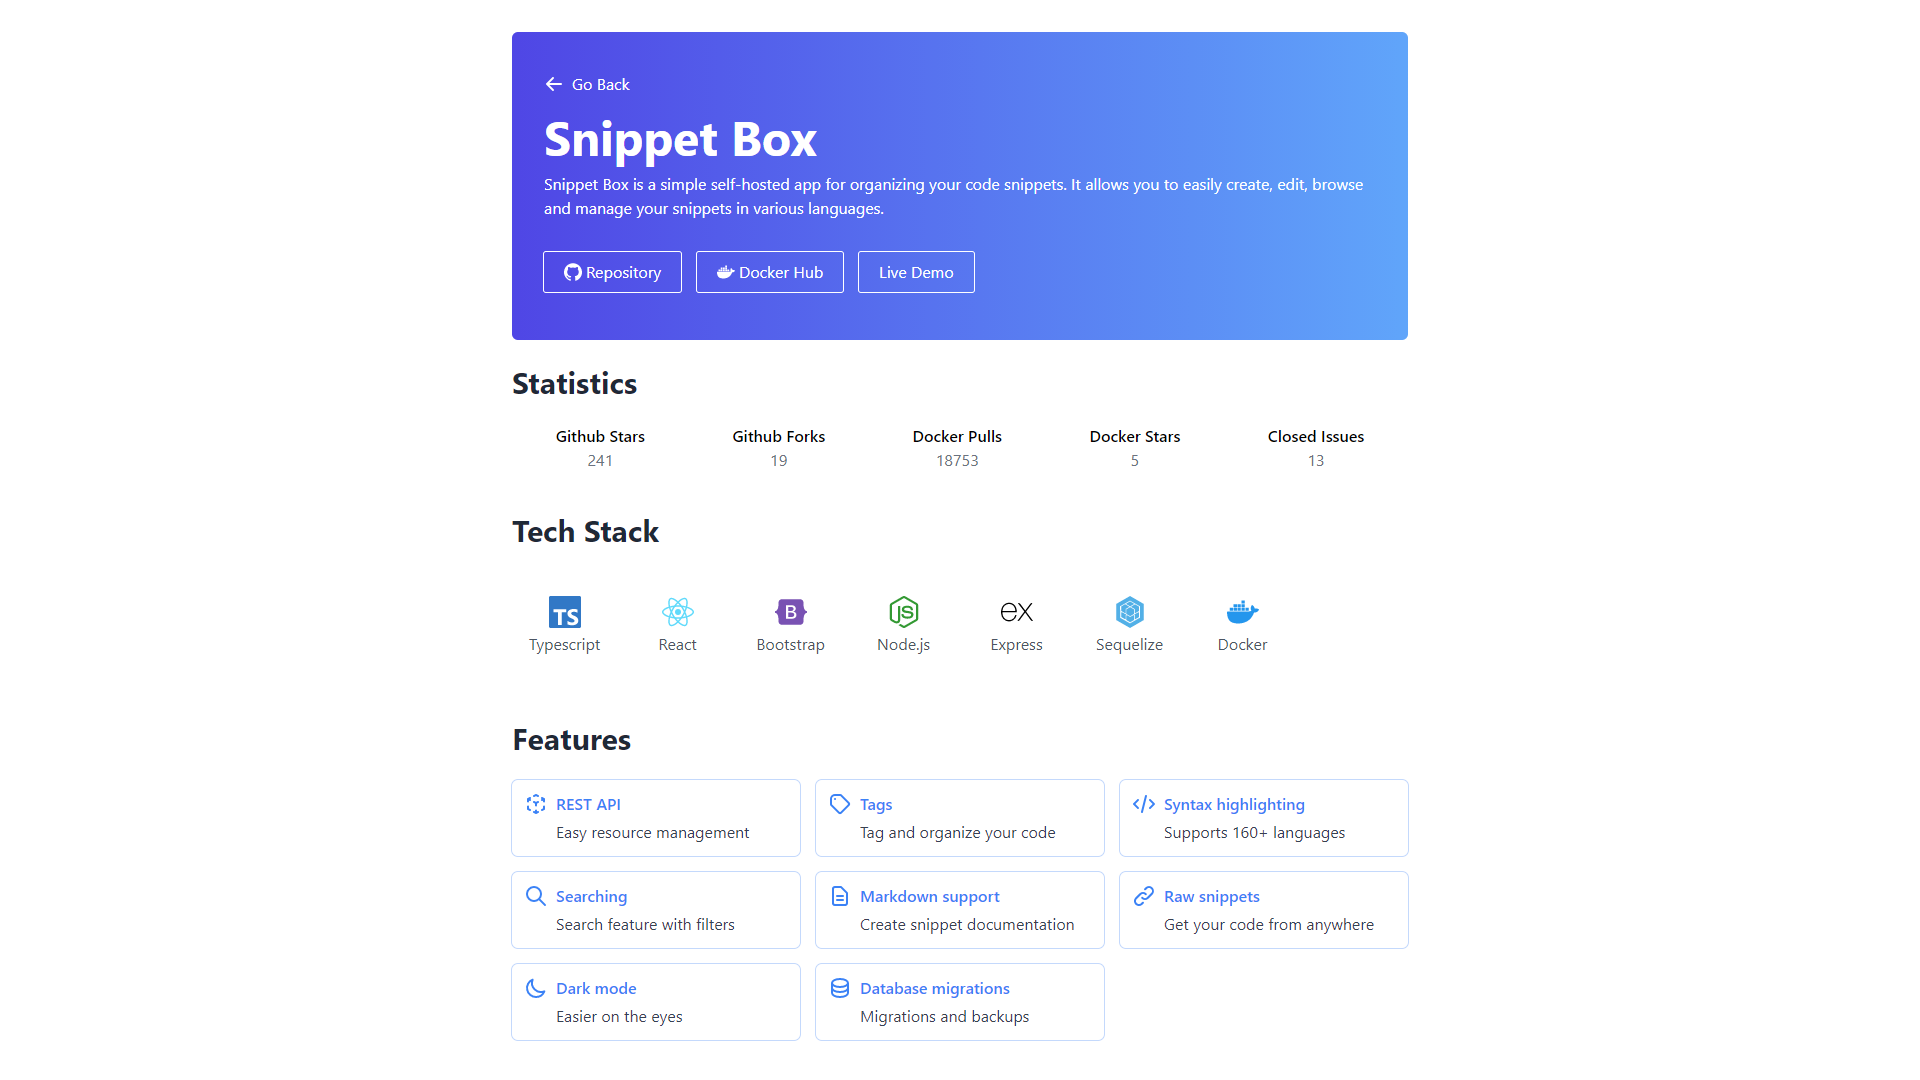 Go Back
Snippet Box
Snippet Box is a simple self-hosted app for organizing your code snippets. It allows you to easily create, edit, browse
and manage your snippets in various languages.
Repository
Docker Hub
Live Demo
Statistics
Github Stars
241
Github Forks
19
Docker Pulls
18753
Docker Stars
5
Closed Issues
13
Tech Stack
TS
Typescript
React
B
Bootstrap
JS
Node.js
ex
Express
Sequelize
Docker
Features
REST API
Easy resource management
Tags
Tag and organize your code
Syntax highlighting
Supports 160+ languages
Searching
Search feature with filters
Markdown support
Create snippet documentation
Raw snippets
Get your code from anywhere
Dark mode
Easier on the eyes
Database migrations
Migrations and backups